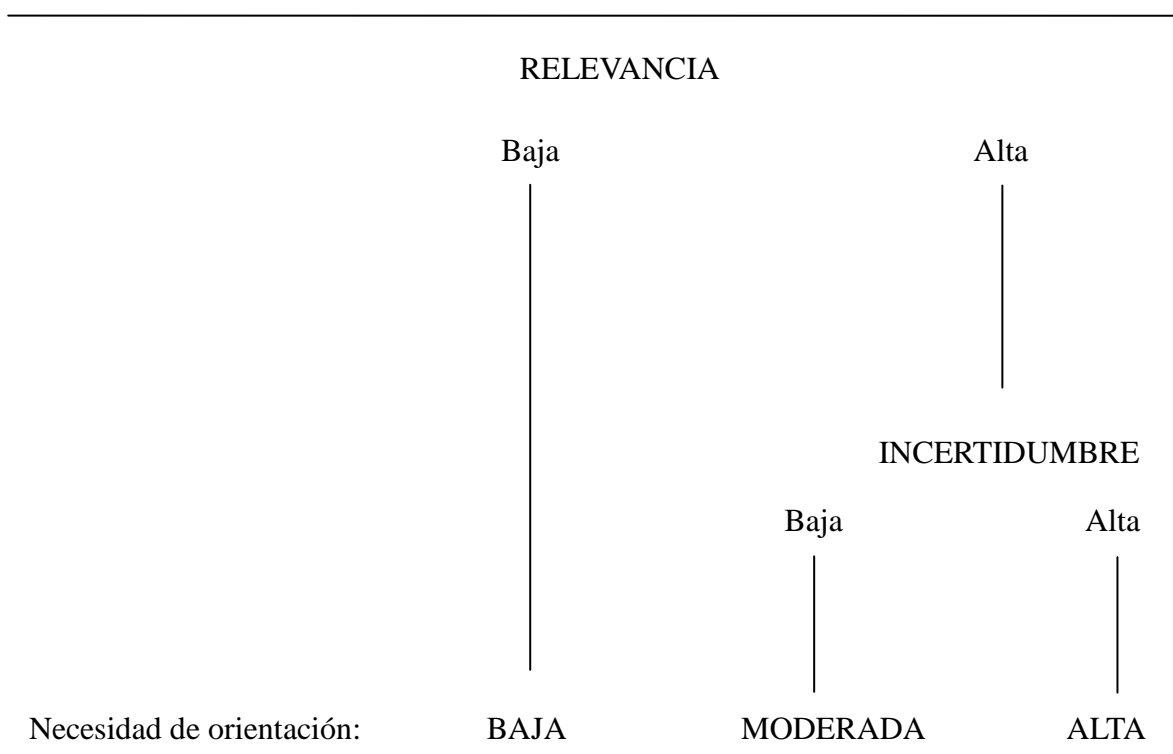 RELEVANCIA
Baja Alta
INCERTIDUMBRE
Baja Alta
Necesidad de orientación: BAJA MODERADA ALTA